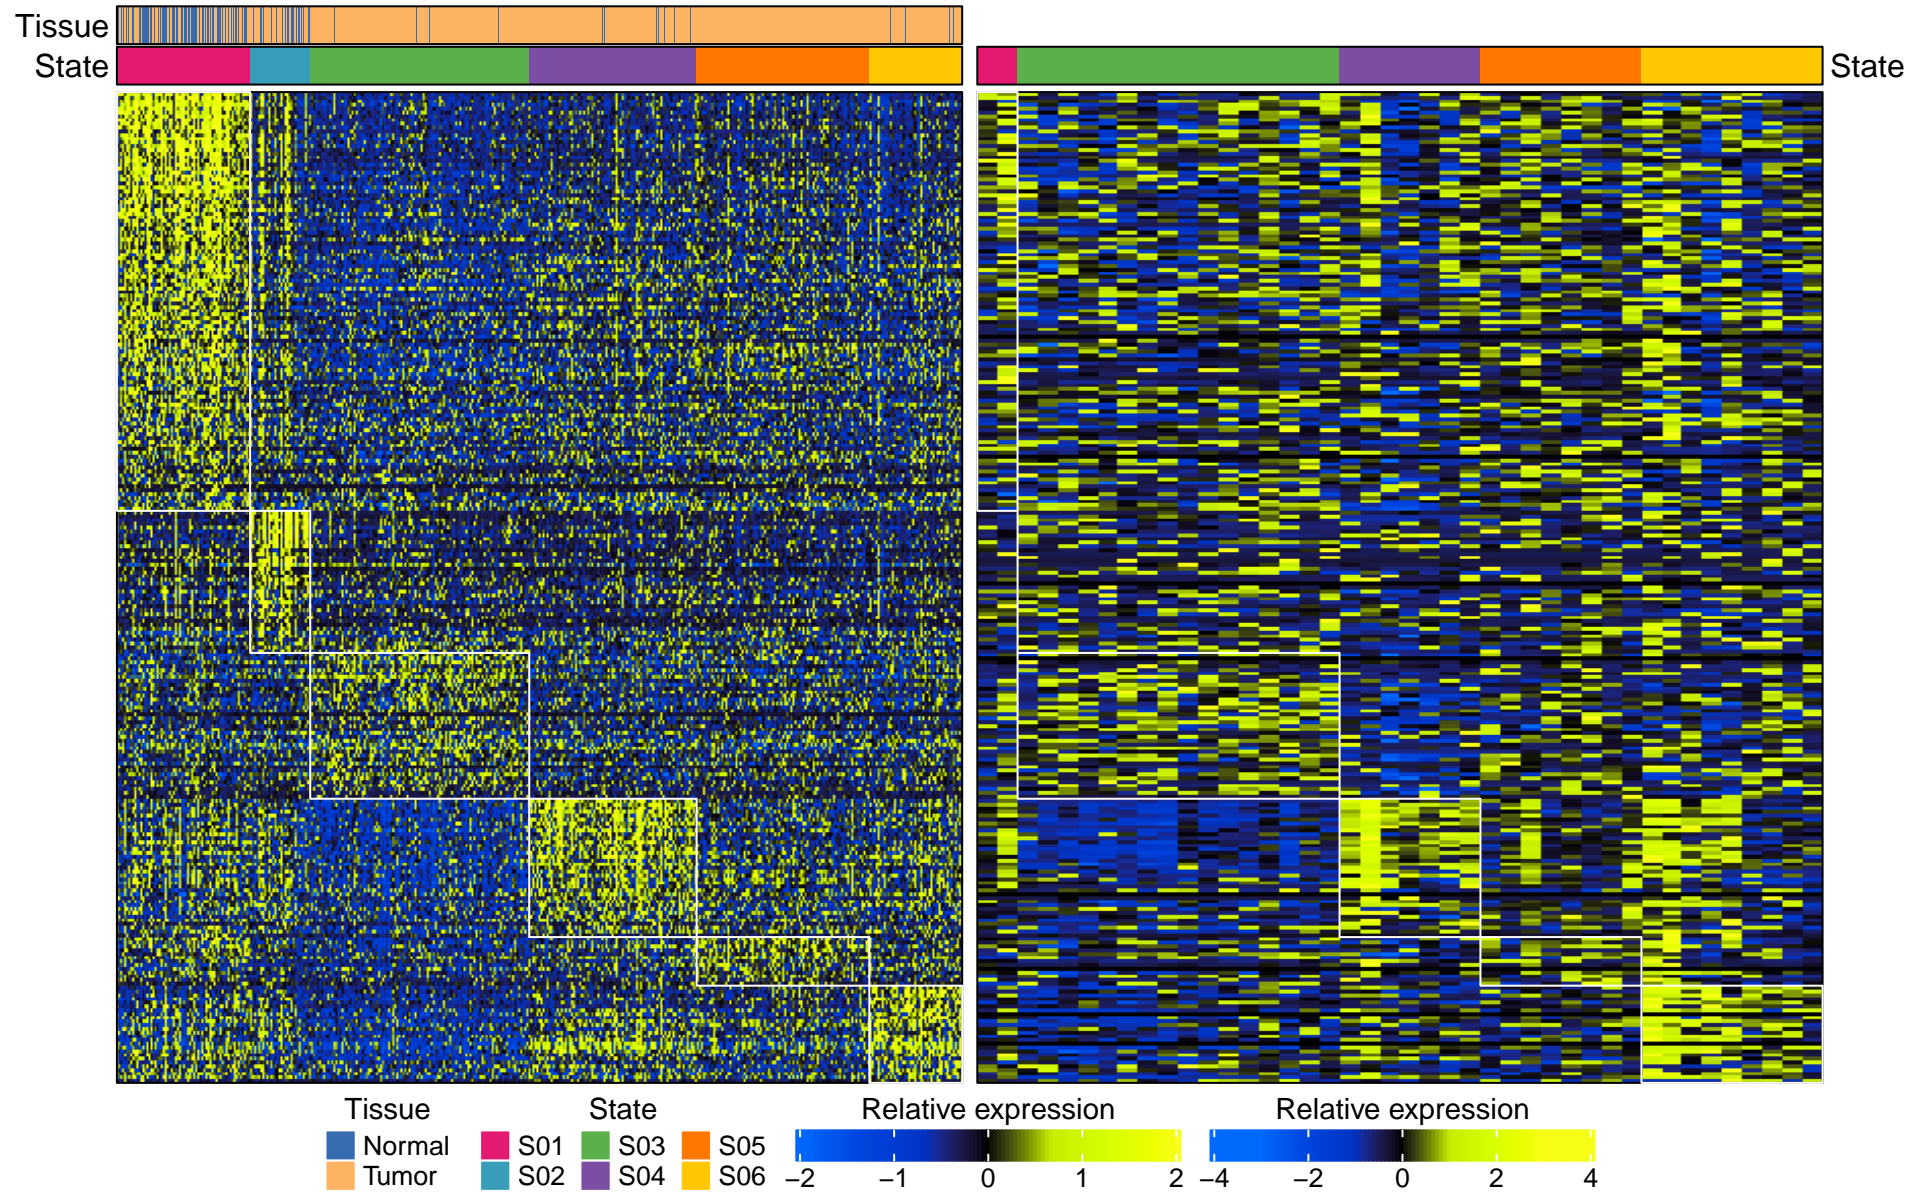 Tissue
State
State
Tissue State Relative expression Relative expression
Normal S01 S03 S05
Tumor S02 S04 S06
−2 −1 0 1 2 −4 −2 0 2 4